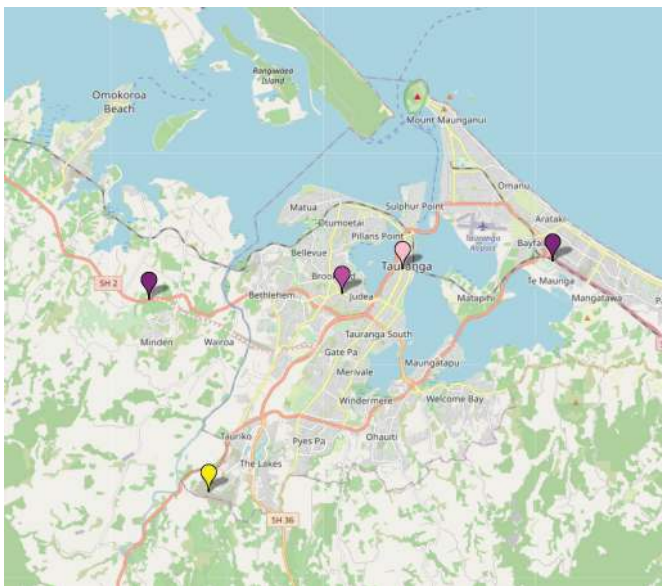 Rangiwaea
Island
Omokoroa
Beach
Mount Maunganui
Omanu
Matua
Sulphur Point
Otumoetai
Pillans Point
Arataki
Tauranga
Airport
Bellevue
Bayfair
Tauranga
Te Maunga
SH 2
Bethlehem
Judea
Matapihi
Mangatawa
Minden
Wairoa
Tauranga South
Gate Pa
Maungatapu
Merivale
Windermere
Welcome Bay
Tauriko
Pyes Pa
Ohauiti
The Lakes
SH 36